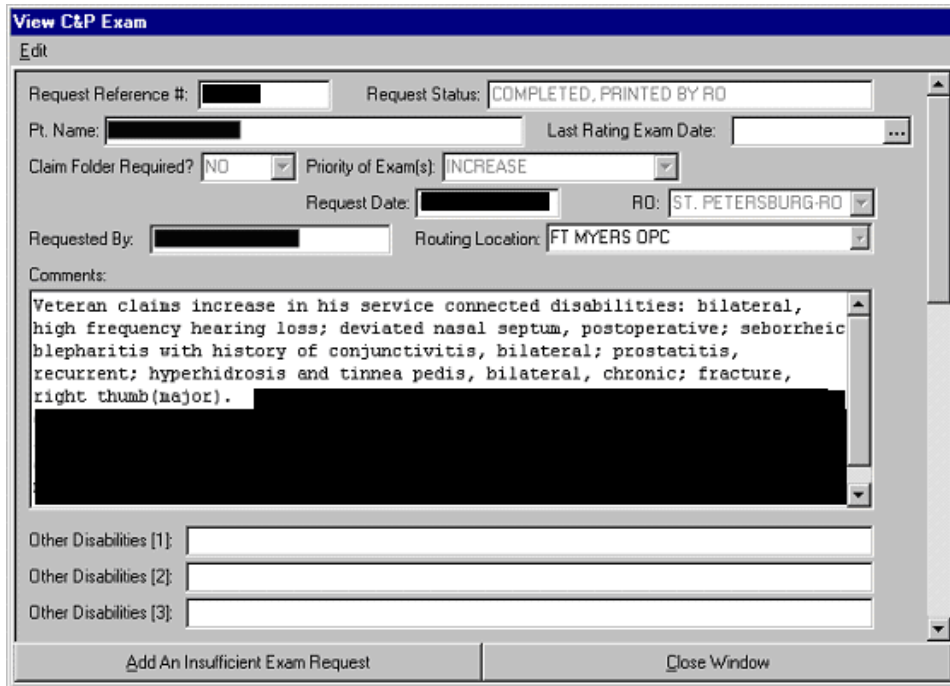 View C&P Exam
Edit
Request Reference #: Request Status: COMPLETED, PRINTED BY RO
Pt. Name: Last Rating Exam Date: ...
Claim Folder Required? NO Priority of Exam(s): INCREASE
Request Date: RO: ST. PETERSBURG-RO
Requested By: Routing Location: FT MYERS OPC
Comments:
Veteran claims increase in his service connected disabilities: bilateral,
high frequency hearing loss; deviated nasal septum, postoperative; seborrheic
blepharitis with history of conjunctivitis, bilateral; prostatitis,
recurrent; hyperhidrosis and tinnea pedis, bilateral, chronic; fracture,
right thumb(major).
Other Disabilities [1]:
Other Disabilities [2]:
Other Disabilities [3]:
Add An Insufficient Exam Request Close Window